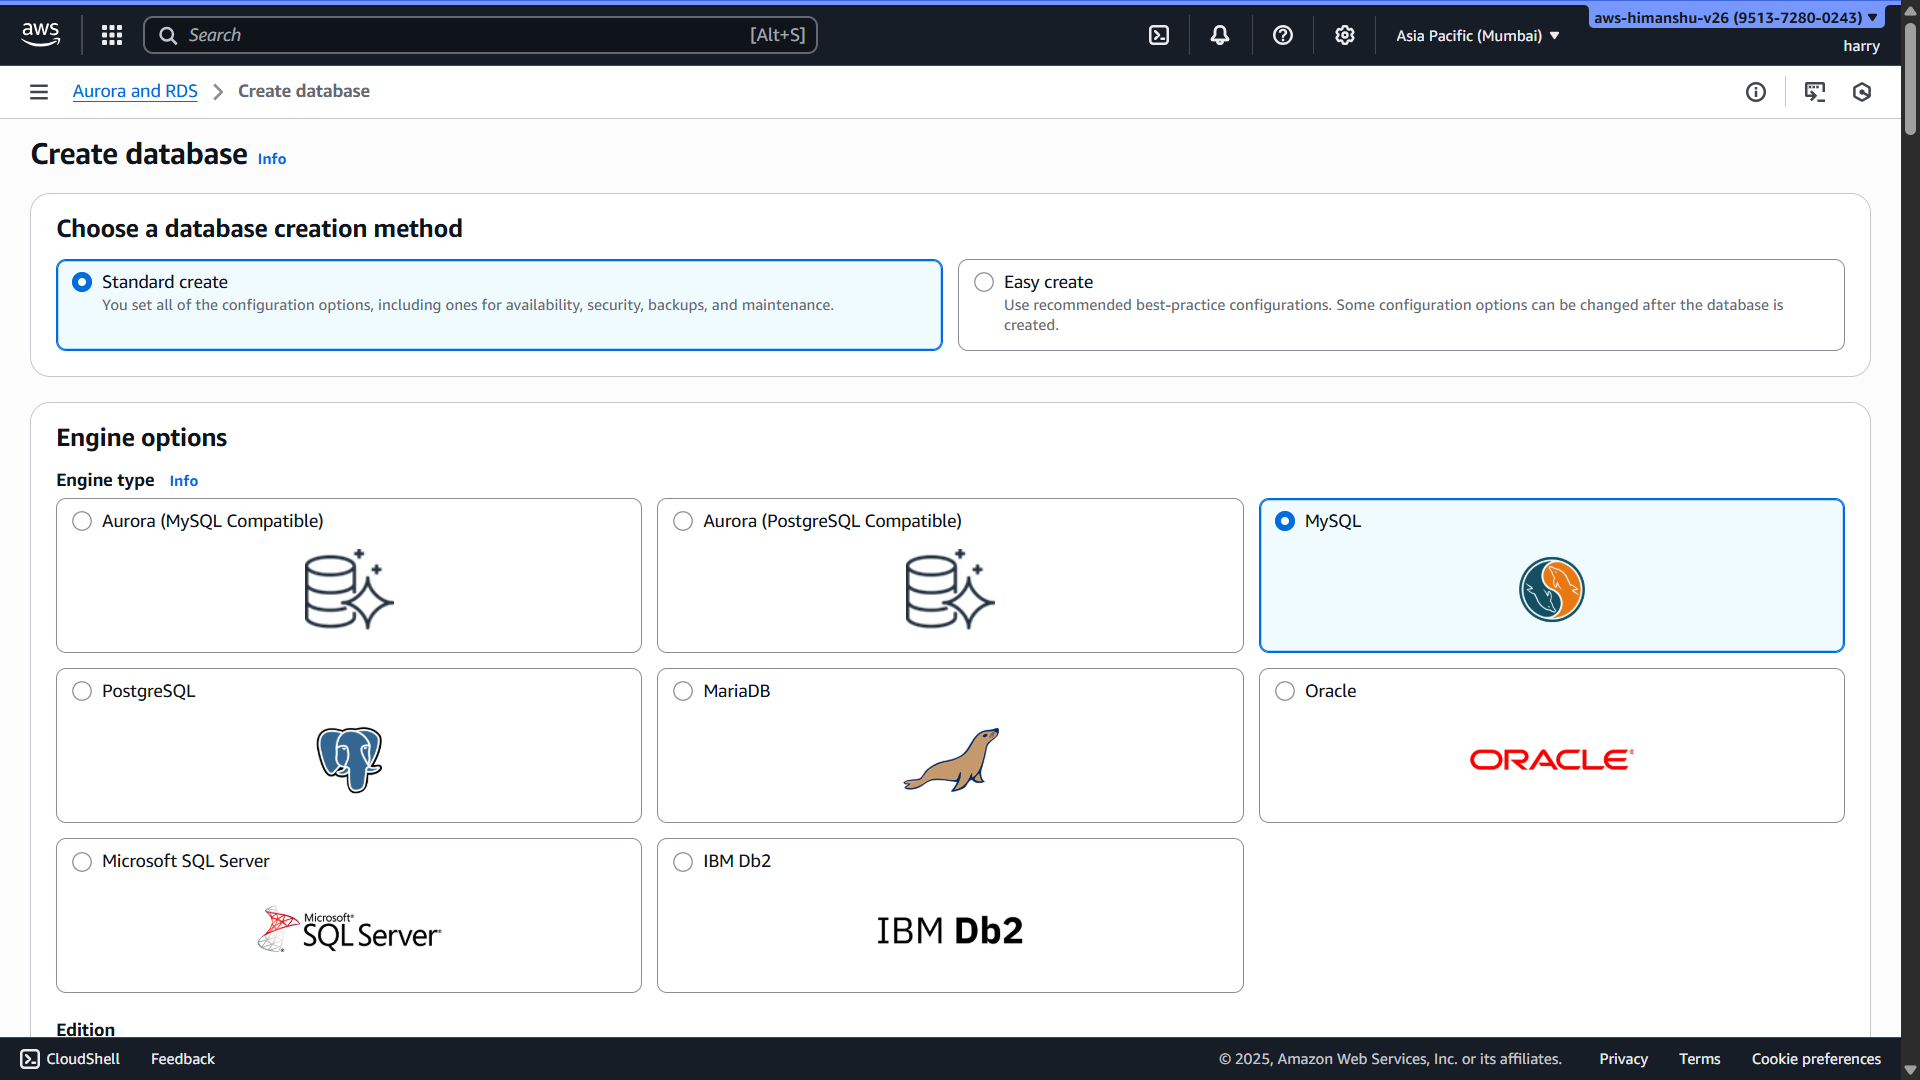 aws
Search
[Alt+S]
Asia Pacific (Mumbai)
aws-himanshu-v26 (9513-7280-0243)
harry
Aurora and RDS
Create database
Create database
Info
Choose a database creation method
Standard create
You set all of the configuration options, including ones for availability, security, backups, and maintenance.
Easy create
Use recommended best-practice configurations. Some configuration options can be changed after the database is
created.
Engine options
Engine type
Info
Aurora (MySQL Compatible)
Aurora (PostgreSQL Compatible)
MySQL
PostgreSQL
MariaDB
Oracle
ORACLE
Microsoft SQL Server
Microsoft
SQL Server
IBM Db2
IBM Db2
Edition
CloudShell
Feedback
© 2025, Amazon Web Services, Inc. or its affiliates.
Privacy
Terms
Cookie preferences